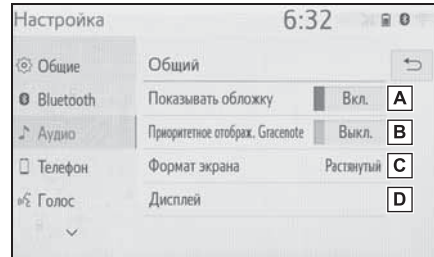 Настройка 6:32
Общие
Общий
Bluetooth
Показывать обложку Вкл. A
Аудио
Приоритетное отображ. Gracenote Выкл. B
Телефон
Формат экрана Растянутый C
Голос
Дисплей D